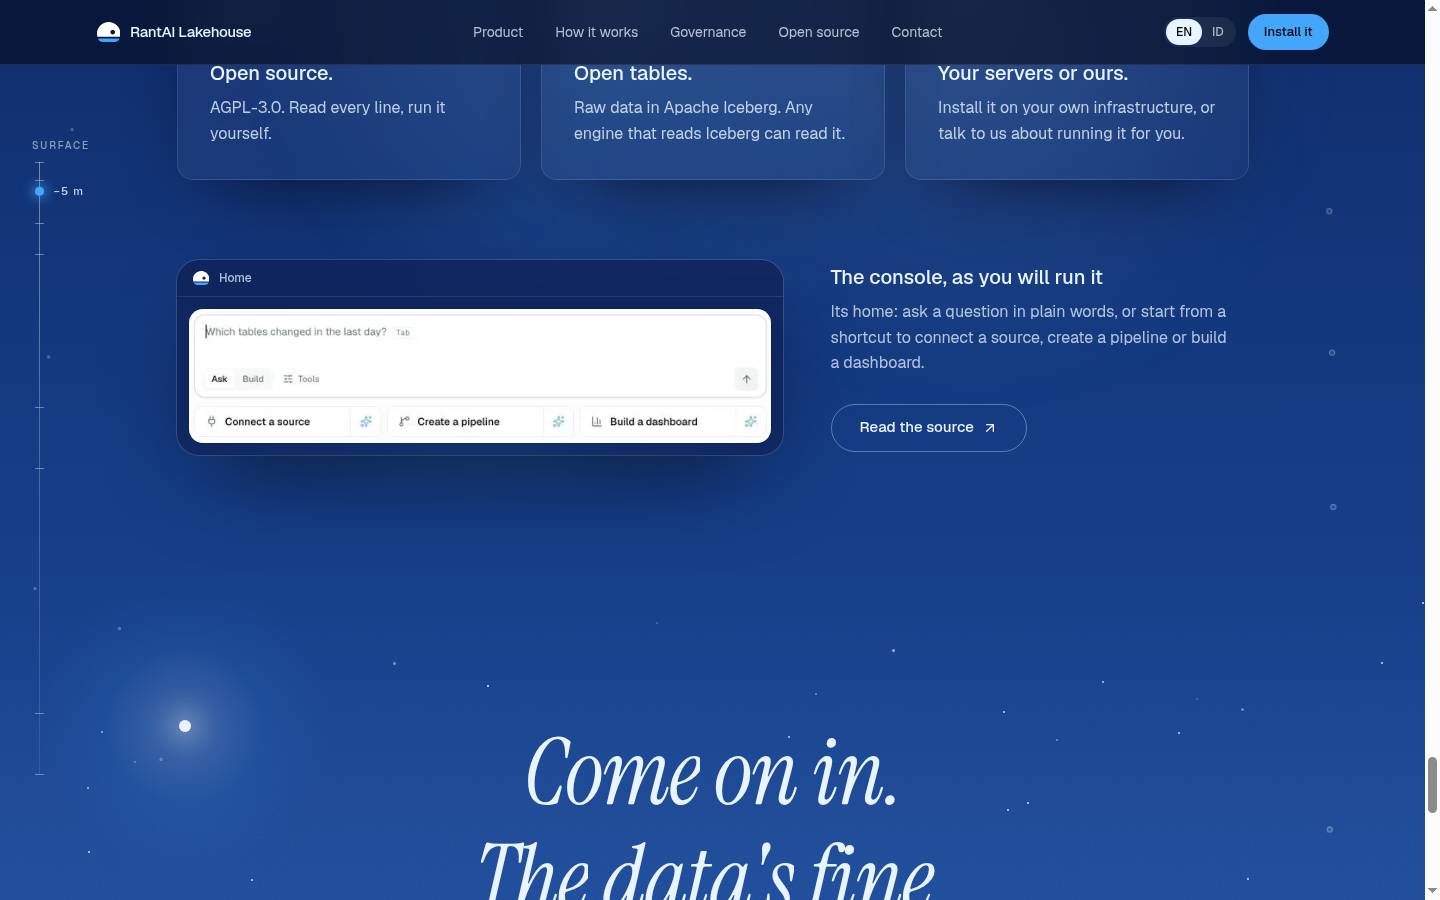 RantAI Lakehouse
Product
How it works
Governance
Open source
Contact
EN
ID
Install it
Open source.
AGPL-3.0. Read every line, run it
yourself.
Open tables.
Raw data in Apache Iceberg. Any
engine that reads Iceberg can read it.
Your servers or ours.
Install it on your own infrastructure, or
talk to us about running it for you.
SURFACE
−5 m
Home
Which tables changed in the last day? Tab
Ask
Build
Tools
Connect a source
Create a pipeline
Build a dashboard
The console, as you will run it
Its home: ask a question in plain words, or start from a
shortcut to connect a source, create a pipeline or build
a dashboard.
Read the source
Come on in.
The data's fine